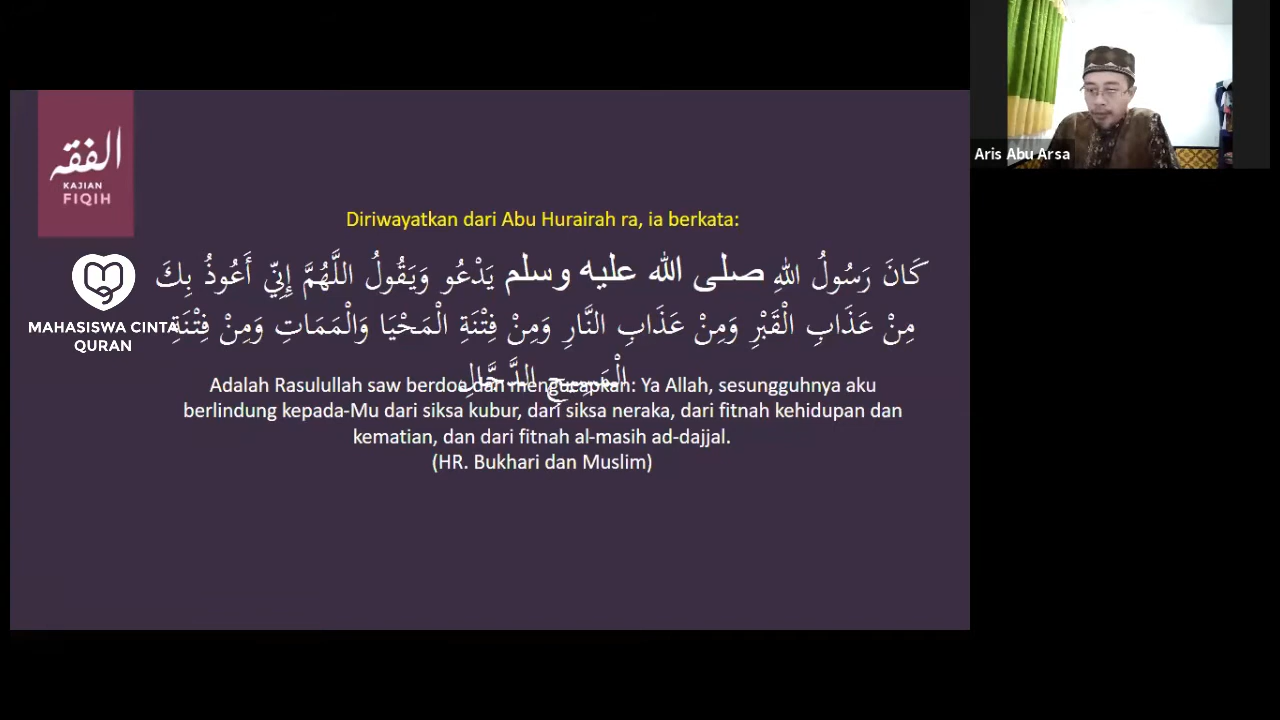 الفقه
KAJIAN
FIQIH
MAHASISWA CINTA
QURAN
Diriwayatkan dari Abu Hurairah ra, ia berkata:
كَانَ رَسُولُ اللهِ صلى الله عليه وسلم يَدْعُو وَيَقُولُ اللَّهُمَّ إِنِّي أَعُوذُ بِكَ
مِنْ عَذَابِ الْقَبْرِ وَمِنْ عَذَابِ النَّارِ وَمِنْ فِتْنَةِ الْمَحْيَا وَالْمَمَاتِ وَمِنْ فِتْنَةِ
الْمَسِيحِ الدَّجَّالِ
Adalah Rasulullah saw berdoa dan mengucapkan: Ya Allah, sesungguhnya aku
berlindung kepada-Mu dari siksa kubur, dari siksa neraka, dari fitnah kehidupan dan
kematian, dan dari fitnah al-masih ad-dajjal.
(HR. Bukhari dan Muslim)
Aris Abu Arsa